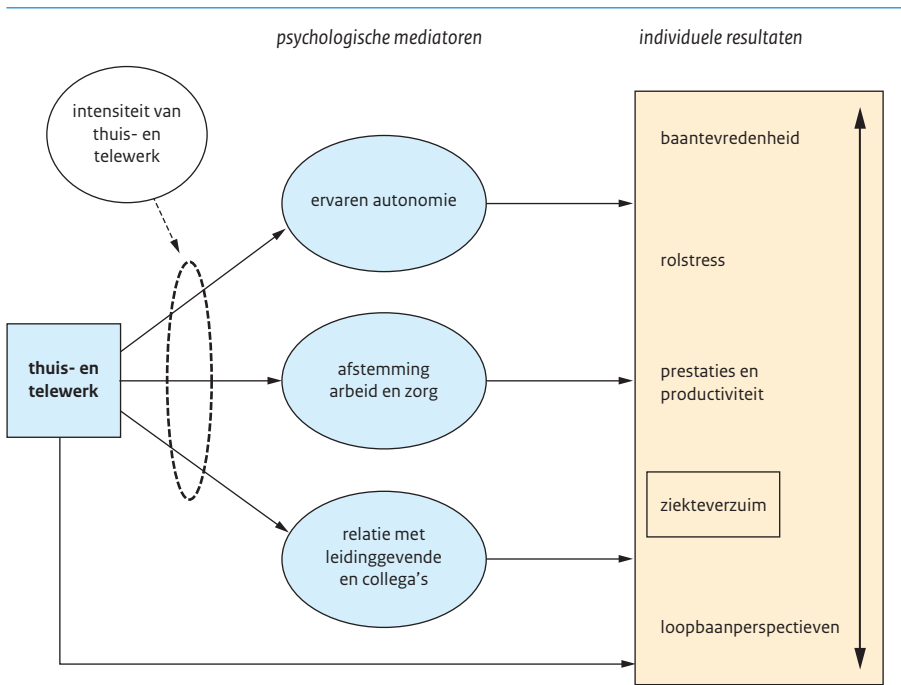 psychologische mediatoren
individuele resultaten
intensiteit van
thuis- en
telewerk
baantevredenheid
ervaren autonomie
rolstress
thuis- en
telewerk
afstemming
arbeid en zorg
prestaties en
productiviteit
ziekteverzuim
relatie met
leidinggevende
en collega's
loopbaanperspectieven